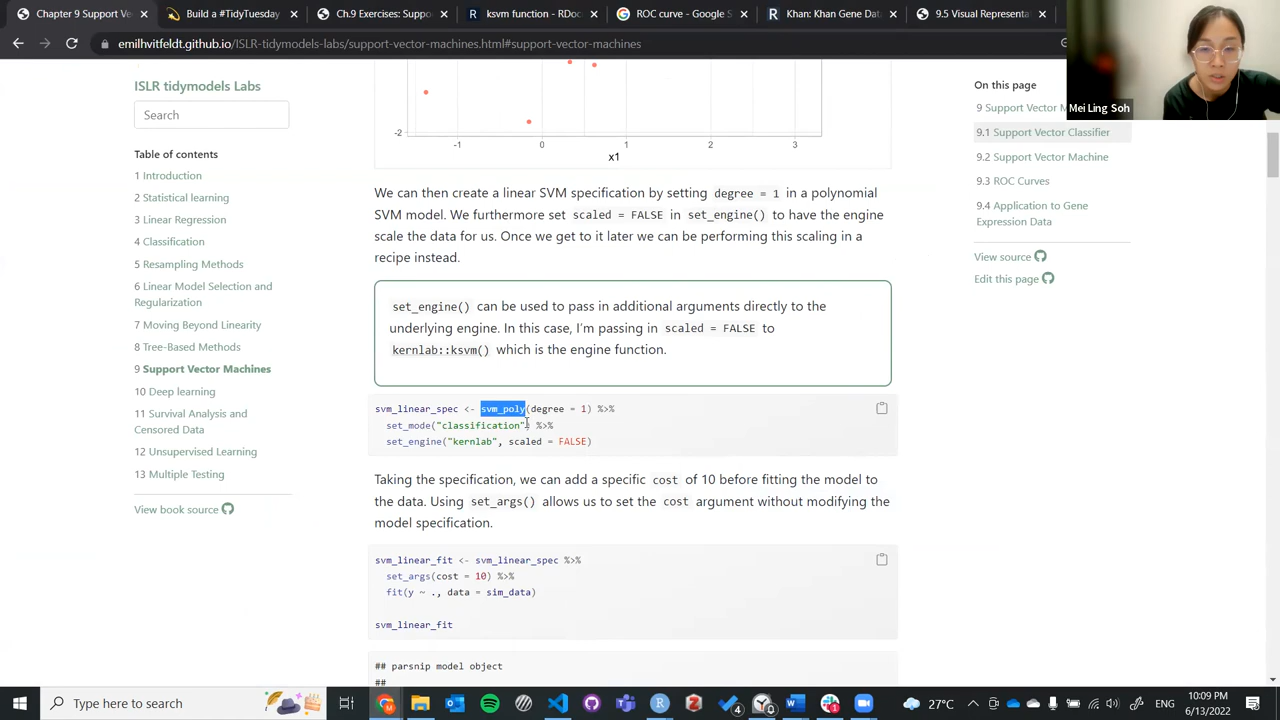 Chapter 9 Support Vec
Ch.9 Exercises: Suppo
ksvm function - RDo
ROC curve - Google S
Khan: Khan Gene Dat
9.5 Visual Represent
emilhvitfeldt.github.io/ISLR-tidymodels-labs/support-vector-machines.html#support-vector-machines
Mei Ling Soh
ISLR tidymodels Labs
Search
Table of contents
1 Introduction
2 Statistical learning
3 Linear Regression
4 Classification
5 Resampling Methods
6 Linear Model Selection and
Regularization
7 Moving Beyond Linearity
8 Tree-Based Methods
9 Support Vector Machines
10 Deep learning
11 Survival Analysis and
Censored Data
12 Unsupervised Learning
13 Multiple Testing
View book source
-2
-1
0
1
2
3
x1
We can then create a linear SVM specification by setting degree = 1 in a polynomial
SVM model. We furthermore set scaled = FALSE in set_engine() to have the engine
scale the data for us. Once we get to it later we can be performing this scaling in a
recipe instead.
set_engine() can be used to pass in additional arguments directly to the
underlying engine. In this case, I'm passing in scaled = FALSE to
kernlab::ksvm() which is the engine function.
svm_linear_spec <- svm_poly(degree = 1) %>%
set_mode("classification") %>%
set_engine("kernlab", scaled = FALSE)
Taking the specification, we can add a specific cost of 10 before fitting the model to
the data. Using set_args() allows us to set the cost argument without modifying the
model specification.
svm_linear_fit <- svm_linear_spec %>%
set_args(cost = 10) %>%
fit(y ~ ., data = sim_data)
svm_linear_fit
## parsnip model object
##
On this page
9 Support Vector M
9.1 Support Vector Classifier
9.2 Support Vector Machine
9.3 ROC Curves
9.4 Application to Gene
Expression Data
View source
Edit this page
Type here to search
4
27°C
10:09 PM
6/13/2022